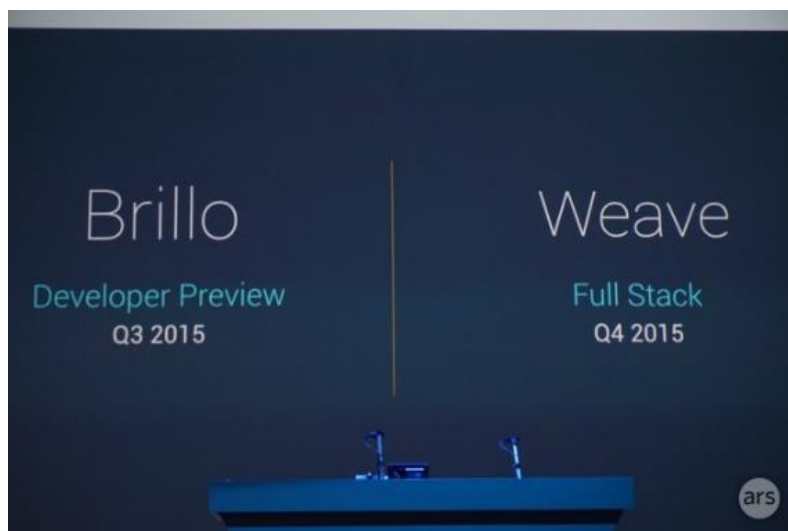 Brillo
Developer Preview
Q3 2015
Weave
Full Stack
Q4 2015
ars